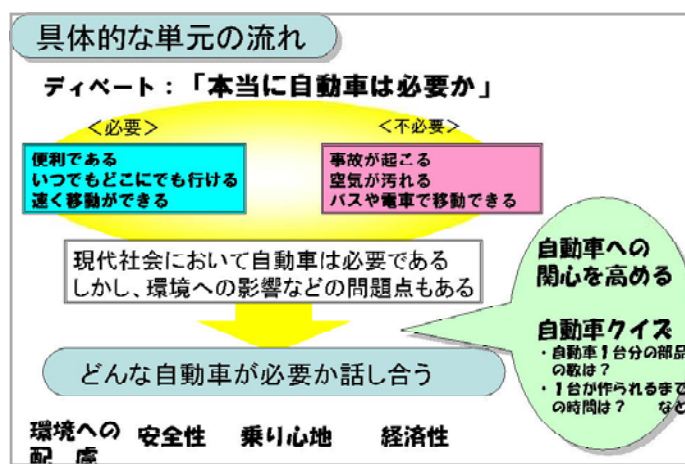 具体的な単元の流れ
ディベート：「本当に自動車は必要か」
＜必要＞
便利である
いつでもどこにでも行ける
速く移動ができる
＜不必要＞
事故が起こる
空気が汚れる
バスや電車で移動できる
現代社会において自動車は必要である
しかし、環境への影響などの問題点もある
自動車への
関心を高める
自動車クイズ
・自動車１台分の部品
の数は？
・１台が作られるまで
の時間は？　など
どんな自動車が必要か話し合う
環境への
配　慮
安全性
乗り心地
経済性